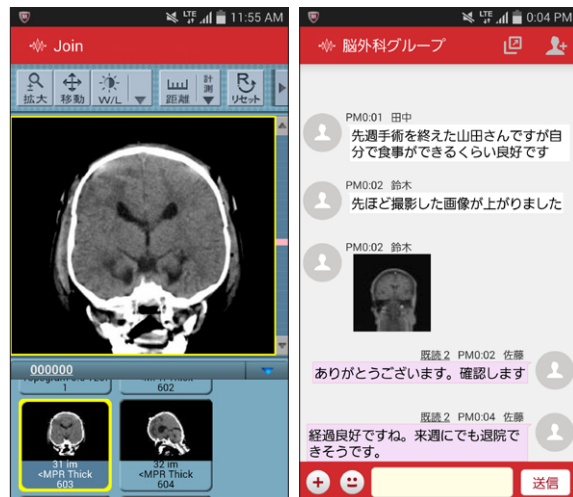 LTE
11:55 AM
Join
拡大
移動
W/L
距離
計測
リセット
000000
1
<MPR Thick
602
31 im
<MPR Thick
603
32 im
<MPR Thick
604
LTE
0:04 PM
脳外科グループ
PM0:01 田中
先週手術を終えた山田さんですが自
分で食事ができるくらい良好です
PM0:02 鈴木
先ほど撮影した画像が上がりました
PM0:02 鈴木
既読2 PM0:02 佐藤
ありがとうございます。確認します
既読2 PM0:04 佐藤
経過良好ですね。来週にでも退院で
きそうです。
送信